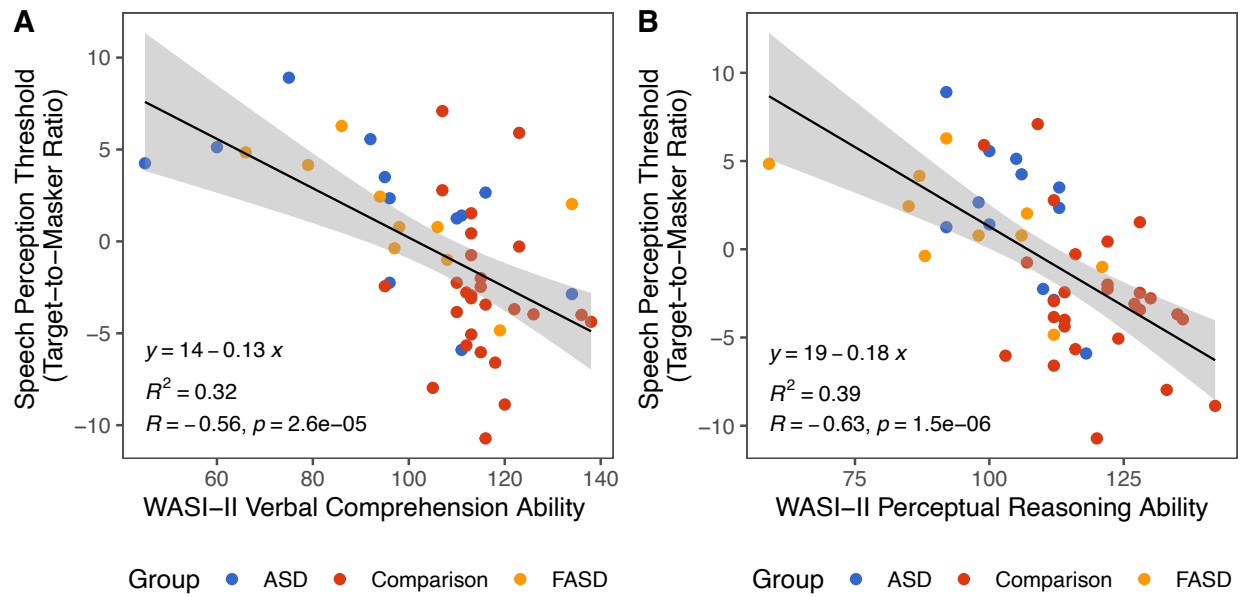 A
Speech Perception Threshold
(Target-to-Masker Ratio)
10
5
0
−5
−10
y = 14 − 0.13 x
R² = 0.32
R = −0.56, p = 2.6e−05
60 80 100 120 140
WASI−II Verbal Comprehension Ability
Group ASD Comparison FASD
B
Speech Perception Threshold
(Target-to-Masker Ratio)
10
5
0
−5
−10
y = 19 − 0.18 x
R² = 0.39
R = −0.63, p = 1.5e−06
75 100 125
WASI−II Perceptual Reasoning Ability
Group ASD Comparison FASD